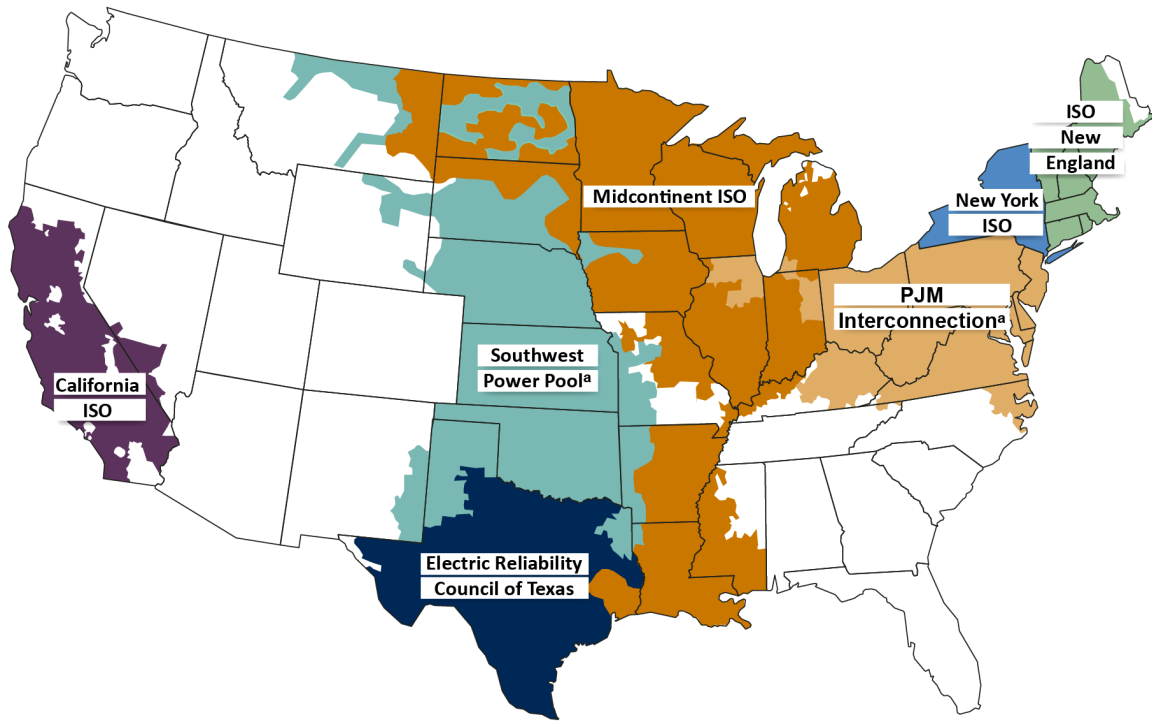 ISO
New
England
Midcontinent ISO
New York
ISO
PJM
Interconnectionᵃ
Southwest
Power Poolᵃ
California
ISO
Electric Reliability
Council of Texas